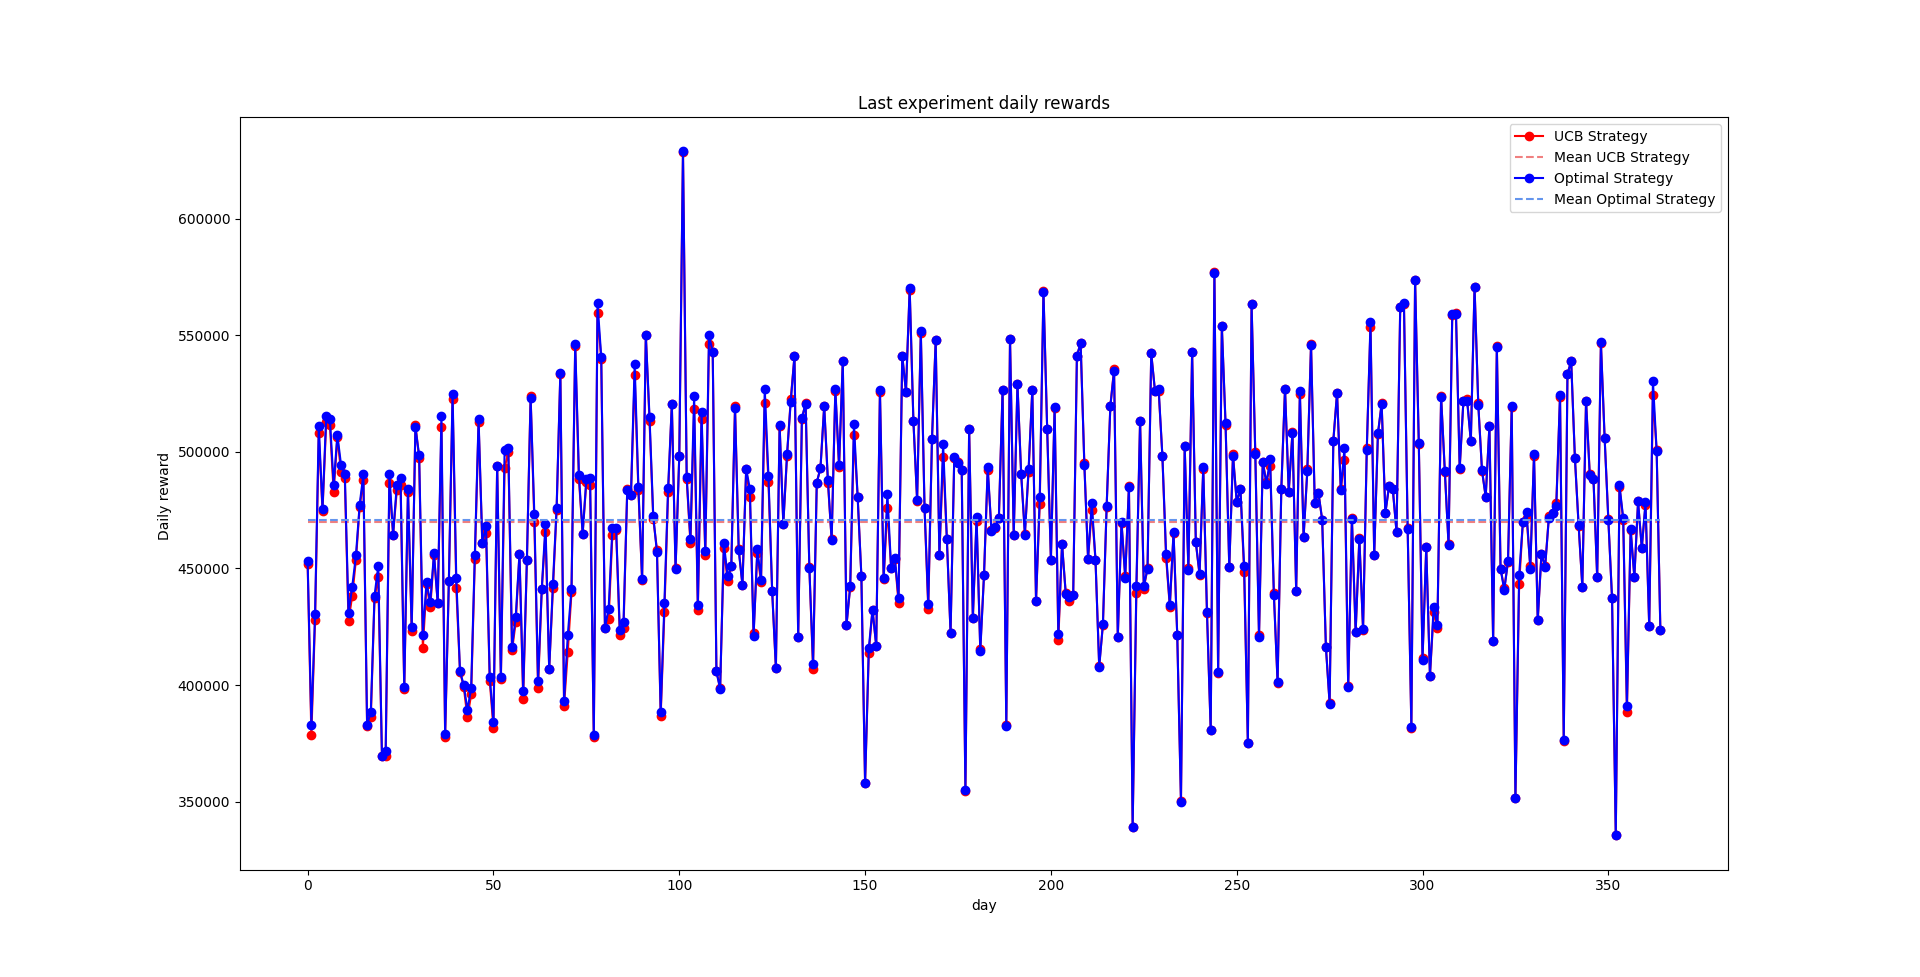 Last experiment daily rewards
UCB Strategy
Mean UCB Strategy
Optimal Strategy
Mean Optimal Strategy
600000
550000
500000
450000
400000
350000
Daily reward
0 50 100 150 200 250 300 350
day